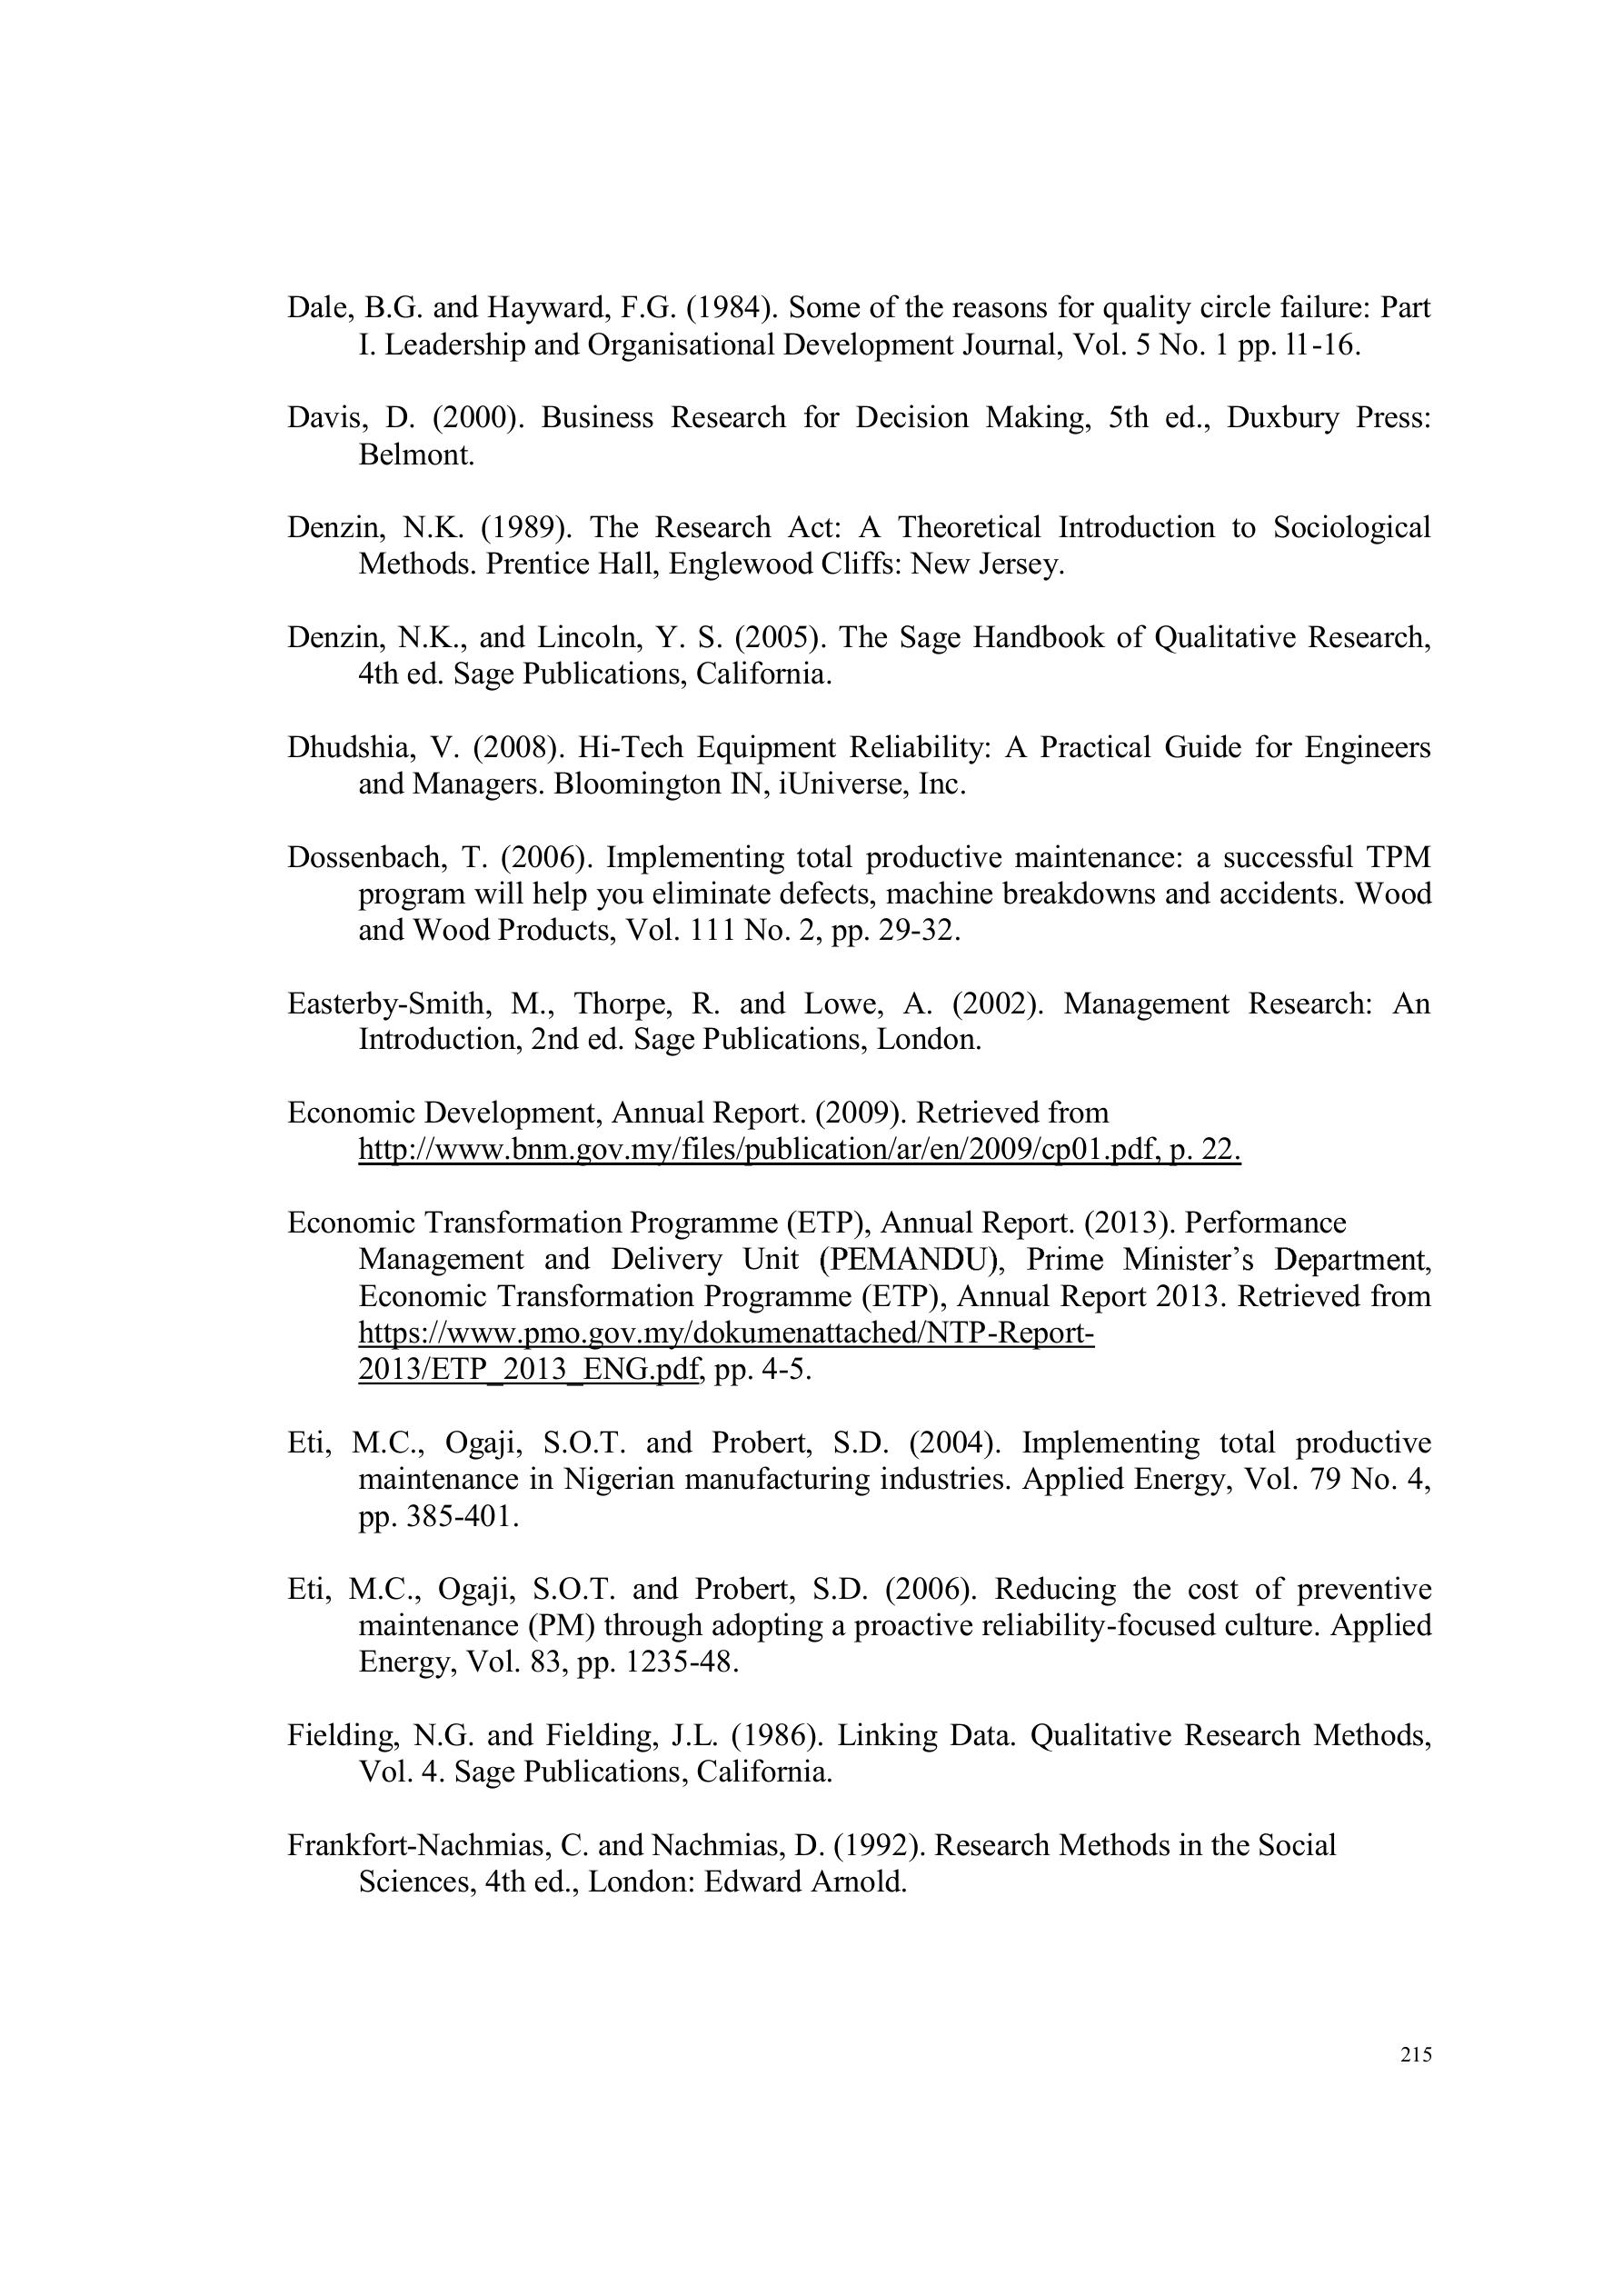 Dale, B.G. and Hayward, F.G. (1984). Some of the reasons for quality circle failure: Part
I. Leadership and Organisational Development Journal, Vol. 5 No. 1 pp. l1-16.
Davis, D. (2000). Business Research for Decision Making, 5th ed., Duxbury Press:
Belmont.
Denzin, N.K. (1989). The Research Act: A Theoretical Introduction to Sociological
Methods. Prentice Hall, Englewood Cliffs: New Jersey.
Denzin, N.K., and Lincoln, Y. S. (2005). The Sage Handbook of Qualitative Research,
4th ed. Sage Publications, California.
Dhudshia, V. (2008). Hi-Tech Equipment Reliability: A Practical Guide for Engineers
and Managers. Bloomington IN, iUniverse, Inc.
Dossenbach, T. (2006). Implementing total productive maintenance: a successful TPM
program will help you eliminate defects, machine breakdowns and accidents. Wood
and Wood Products, Vol. 111 No. 2, pp. 29-32.
Easterby-Smith, M., Thorpe, R. and Lowe, A. (2002). Management Research: An
Introduction, 2nd ed. Sage Publications, London.
Economic Development, Annual Report. (2009). Retrieved from
http://www.bnm.gov.my/files/publication/ar/en/2009/cp01.pdf, p. 22.
Economic Transformation Programme (ETP), Annual Report. (2013). Performance
Management and Delivery Unit (PEMANDU), Prime Minister’s Department,
Economic Transformation Programme (ETP), Annual Report 2013. Retrieved from
https://www.pmo.gov.my/dokumenattached/NTP-Report-
2013/ETP_2013_ENG.pdf, pp. 4-5.
Eti, M.C., Ogaji, S.O.T. and Probert, S.D. (2004). Implementing total productive
maintenance in Nigerian manufacturing industries. Applied Energy, Vol. 79 No. 4,
pp. 385-401.
Eti, M.C., Ogaji, S.O.T. and Probert, S.D. (2006). Reducing the cost of preventive
maintenance (PM) through adopting a proactive reliability-focused culture. Applied
Energy, Vol. 83, pp. 1235-48.
Fielding, N.G. and Fielding, J.L. (1986). Linking Data. Qualitative Research Methods,
Vol. 4. Sage Publications, California.
Frankfort-Nachmias, C. and Nachmias, D. (1992). Research Methods in the Social
Sciences, 4th ed., London: Edward Arnold.
215